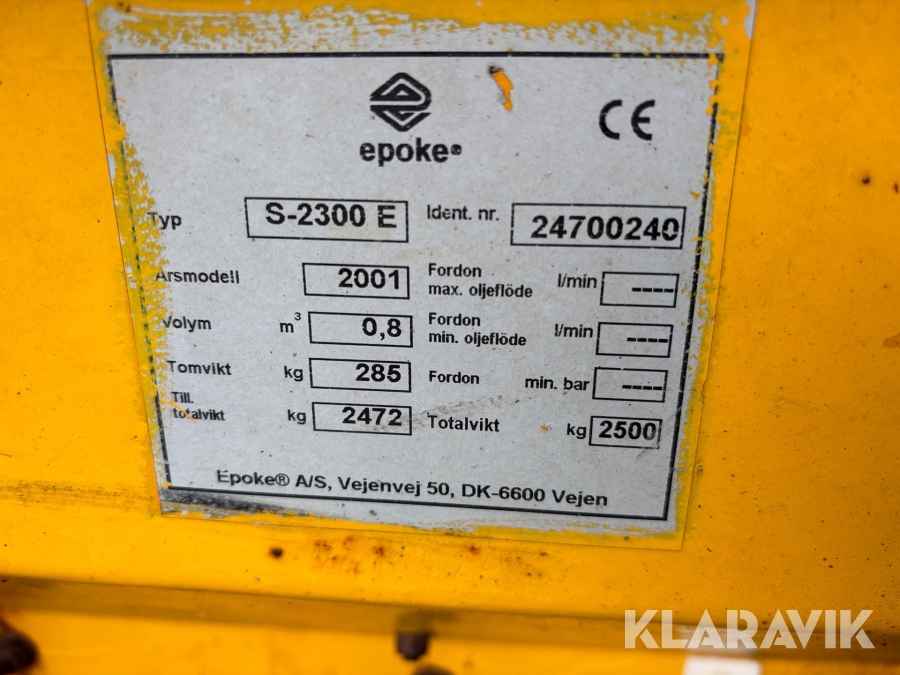 epoke®
CE
Typ S-2300 E Ident. nr. 24700240
Årsmodell 2001 Fordon max. oljeflöde l/min ----
Volym m³ 0,8 Fordon min. oljeflöde l/min ----
Tomvikt kg 285 Fordon min. bar ----
Till. totalvikt kg 2472 Totalvikt kg 2500
Epoke® A/S, Vejenvej 50, DK-6600 Vejen
KLARAVIK